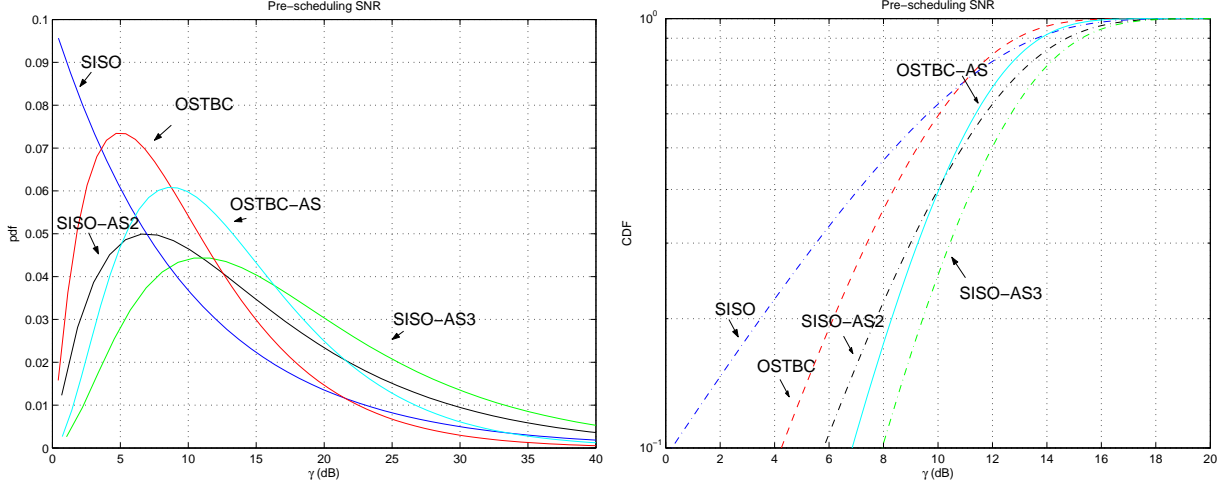 Pre−scheduling SNR
0.1
0.09
0.08
0.07
0.06
0.05
0.04
0.03
0.02
0.01
0
pdf
SISO
OSTBC
OSTBC−AS
SISO−AS2
SISO−AS3
0 5 10 15 20 25 30 35 40
γ (dB)
Pre−scheduling SNR
10⁰
10⁻¹
CDF
OSTBC−AS
SISO−AS3
SISO
SISO−AS2
OSTBC
0 2 4 6 8 10 12 14 16 18 20
γ (dB)